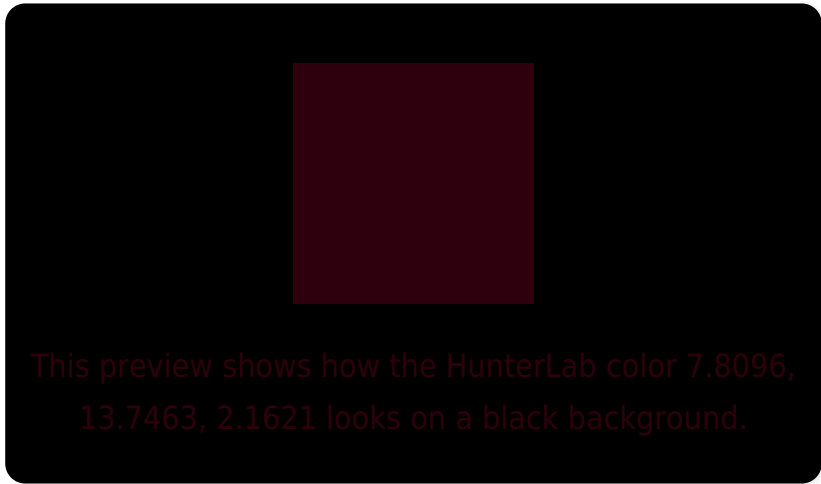 This preview shows how the HunterLab color 7.8096,
13.7463, 2.1621 looks on a black background.